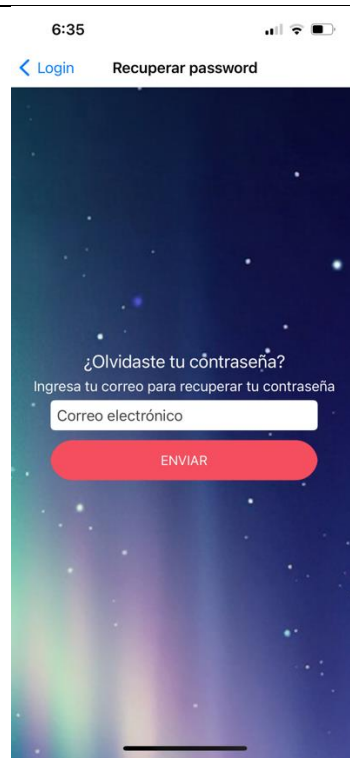 6:35
Login Recuperar password
¿Olvidaste tu contraseña?
Ingresa tu correo para recuperar tu contraseña
Correo electrónico
ENVIAR